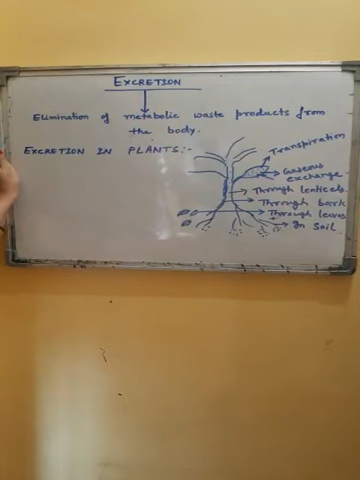 EXCRETION
Elimination of metabolic waste products from
the body.
EXCRETION IN PLANTS:-
Transpiration
Gaseous
exchange.
Through lenticels.
Through bark
Through leaves
In soil